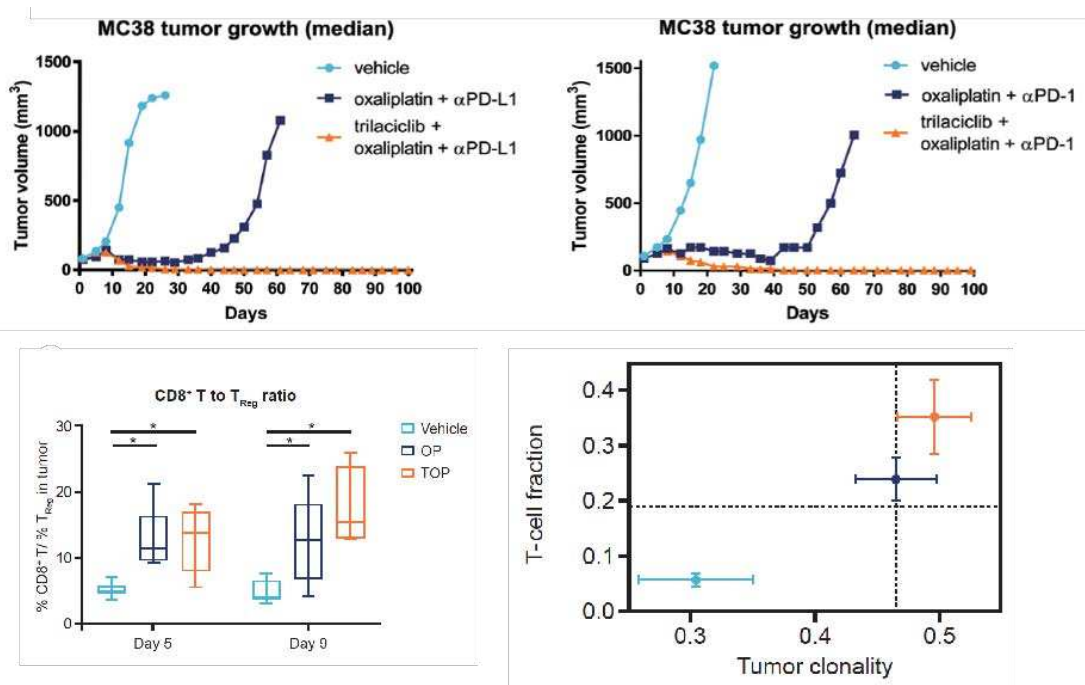 MC38 tumor growth (median)
Tumor volume (mm³)
1500
1000
500
0
0 10 20 30 40 50 60 70 80 90 100
Days
vehicle
oxaliplatin + αPD-L1
trilaciclib +
oxaliplatin + αPD-L1
MC38 tumor growth (median)
Tumor volume (mm³)
1500
1000
500
0
0 10 20 30 40 50 60 70 80 90 100
Days
vehicle
oxaliplatin + αPD-1
trilaciclib +
oxaliplatin + αPD-1
CD8⁺ T to TReg ratio
% CD8⁺ T/ % TReg in tumor
30
20
10
0
* * * *
Day 5 Day 9
Vehicle
OP
TOP
T-cell fraction
0.4
0.3
0.2
0.1
0.0
0.3 0.4 0.5
Tumor clonality